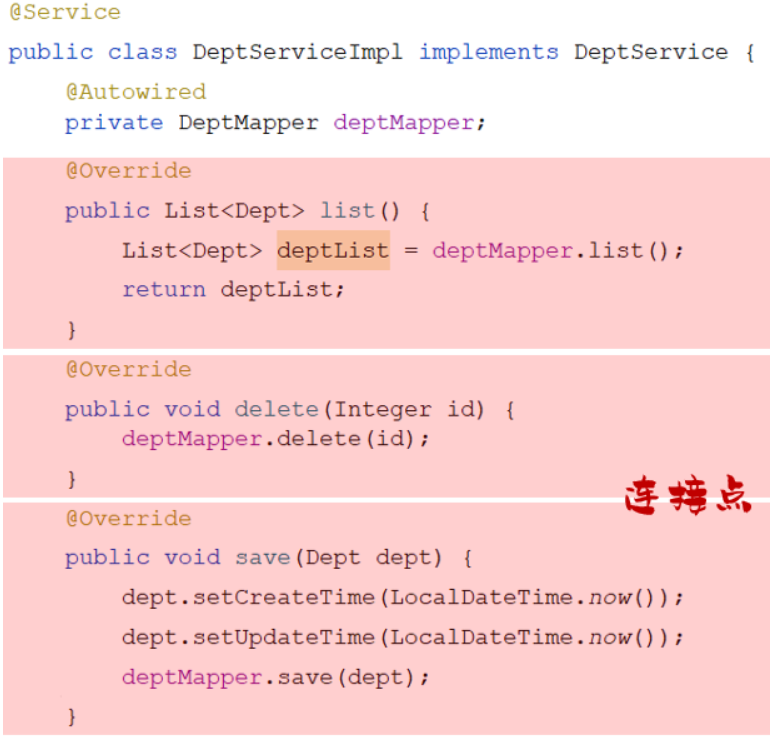 @Service
public class DeptServiceImpl implements DeptService {
@Autowired
private DeptMapper deptMapper;
@Override
public List<Dept> list() {
List<Dept> deptList = deptMapper.list();
return deptList;
}
@Override
public void delete(Integer id) {
deptMapper.delete(id);
}
连接点
@Override
public void save(Dept dept) {
dept.setCreateTime(LocalDateTime.now());
dept.setUpdateTime(LocalDateTime.now());
deptMapper.save(dept);
}